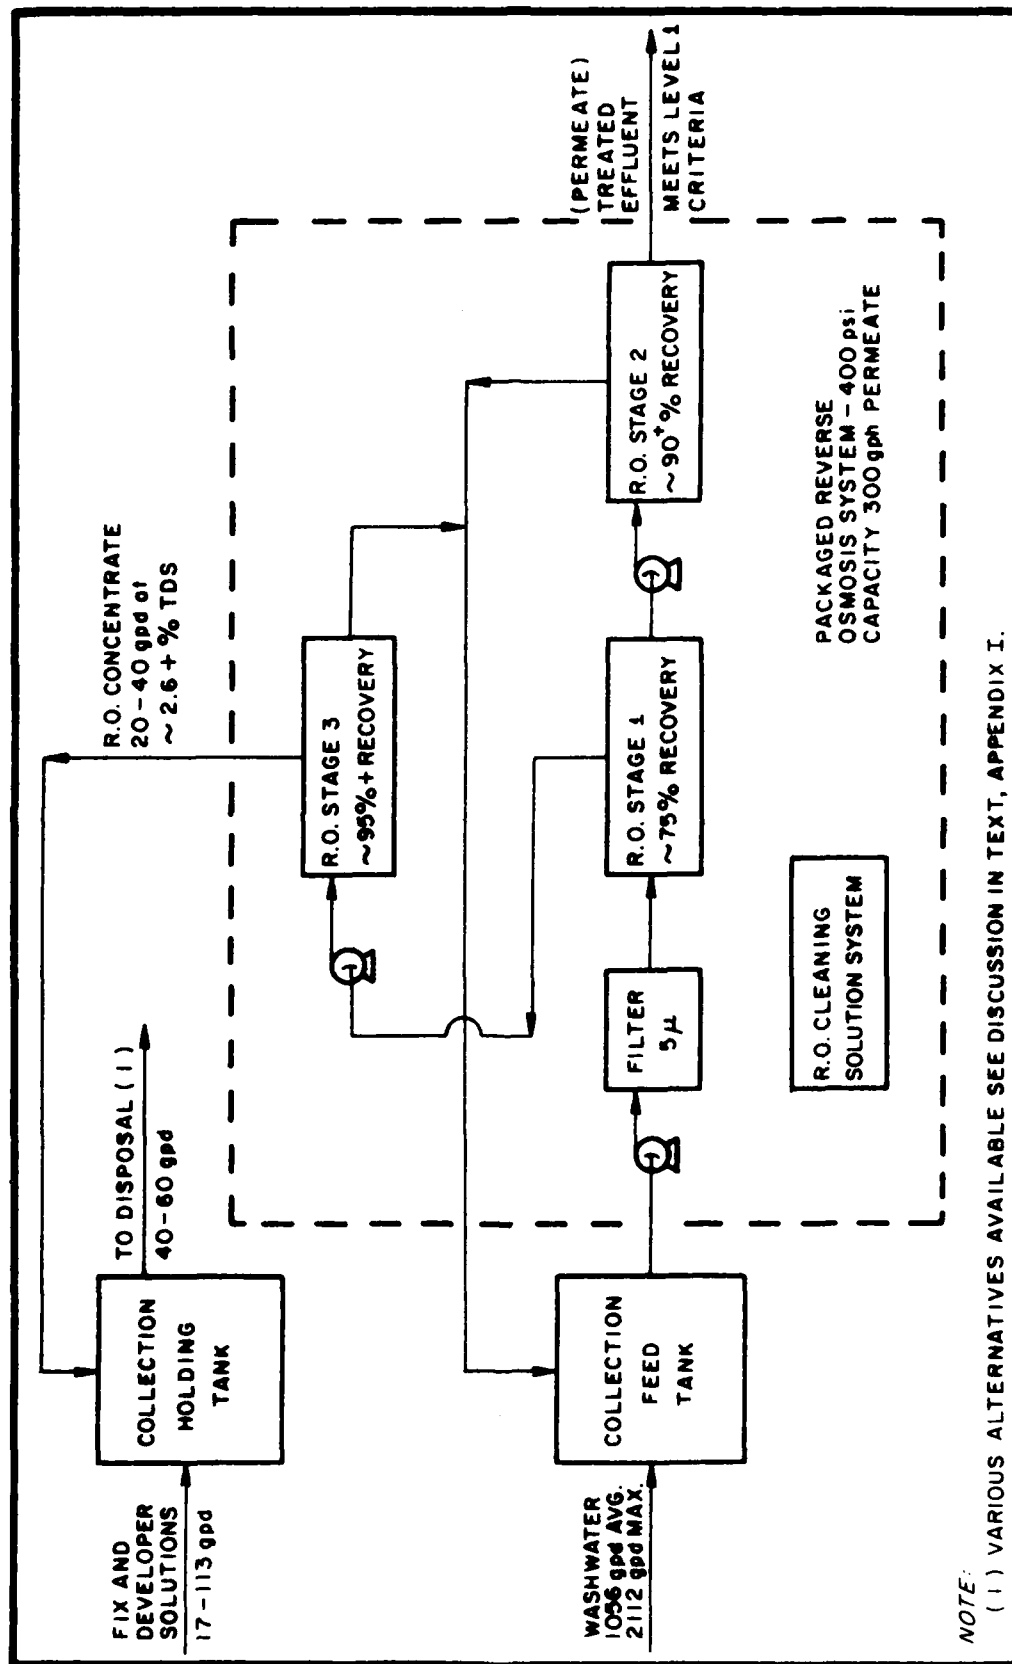 FIX AND
DEVELOPER
SOLUTIONS
17-113 gpd
COLLECTION
HOLDING
TANK
TO DISPOSAL (1)
40-60 gpd
R.O. CONCENTRATE
20-40 gpd at
~2.6+% TDS
R.O. STAGE 3
~95%+RECOVERY
WASHWATER
1056 gpd AVG.
2112 gpd MAX.
COLLECTION
FEED
TANK
FILTER
5μ
R.O. STAGE 1
~75% RECOVERY
R.O. STAGE 2
~90⁺% RECOVERY
(PERMEATE)
TREATED
EFFLUENT
MEETS LEVEL 1
CRITERIA
R.O. CLEANING
SOLUTION SYSTEM
PACKAGED REVERSE
OSMOSIS SYSTEM-400 psi
CAPACITY 300 gph PERMEATE
NOTE:
(1) VARIOUS ALTERNATIVES AVAILABLE SEE DISCUSSION IN TEXT, APPENDIX I.